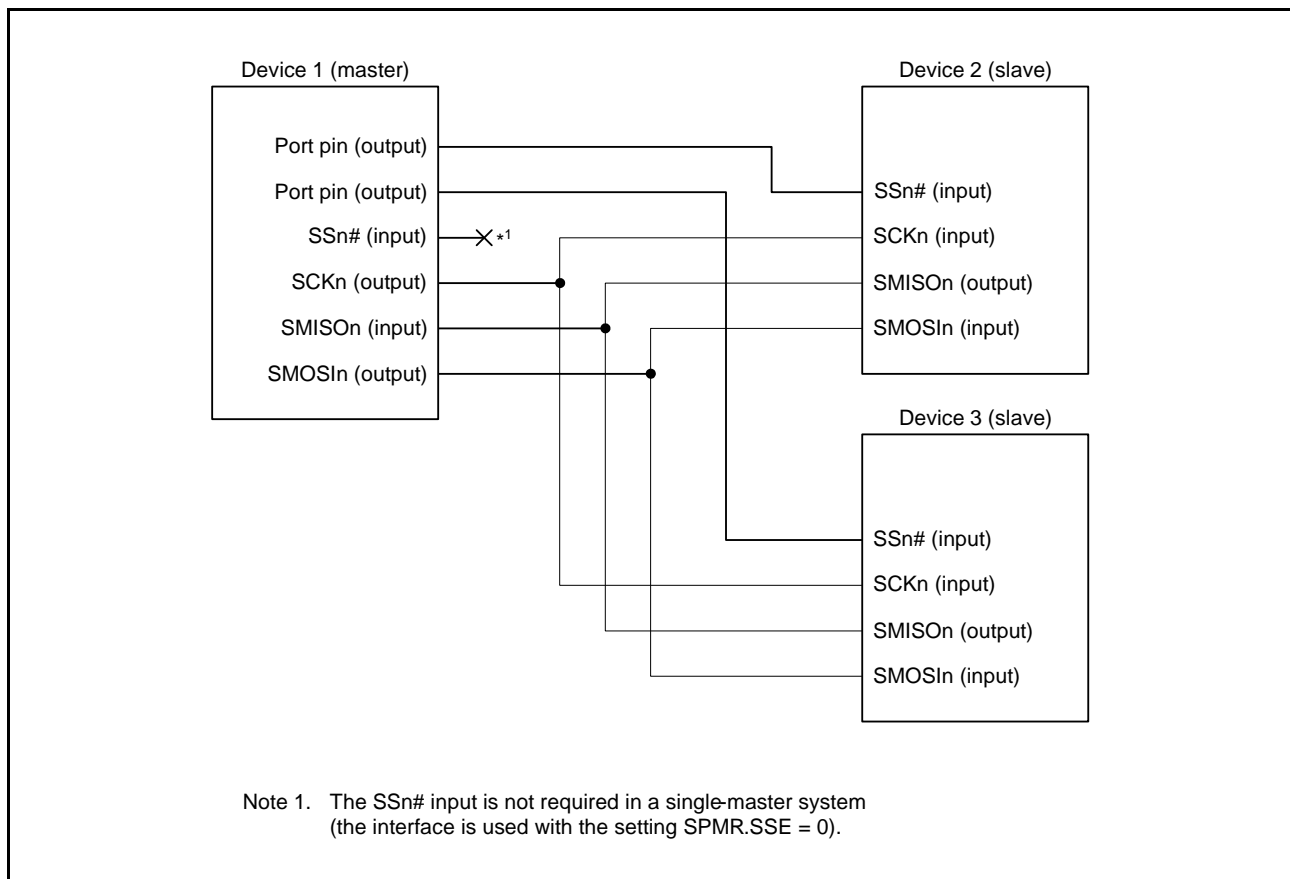 Device 1 (master)
Port pin (output)
Port pin (output)
SSn# (input)
*1
SCKn (output)
SMISOn (input)
SMOSIn (output)
Device 2 (slave)
SSn# (input)
SCKn (input)
SMISOn (output)
SMOSIn (input)
Device 3 (slave)
SSn# (input)
SCKn (input)
SMISOn (output)
SMOSIn (input)
Note 1. The SSn# input is not required in a single-master system
(the interface is used with the setting SPMR.SSE = 0).